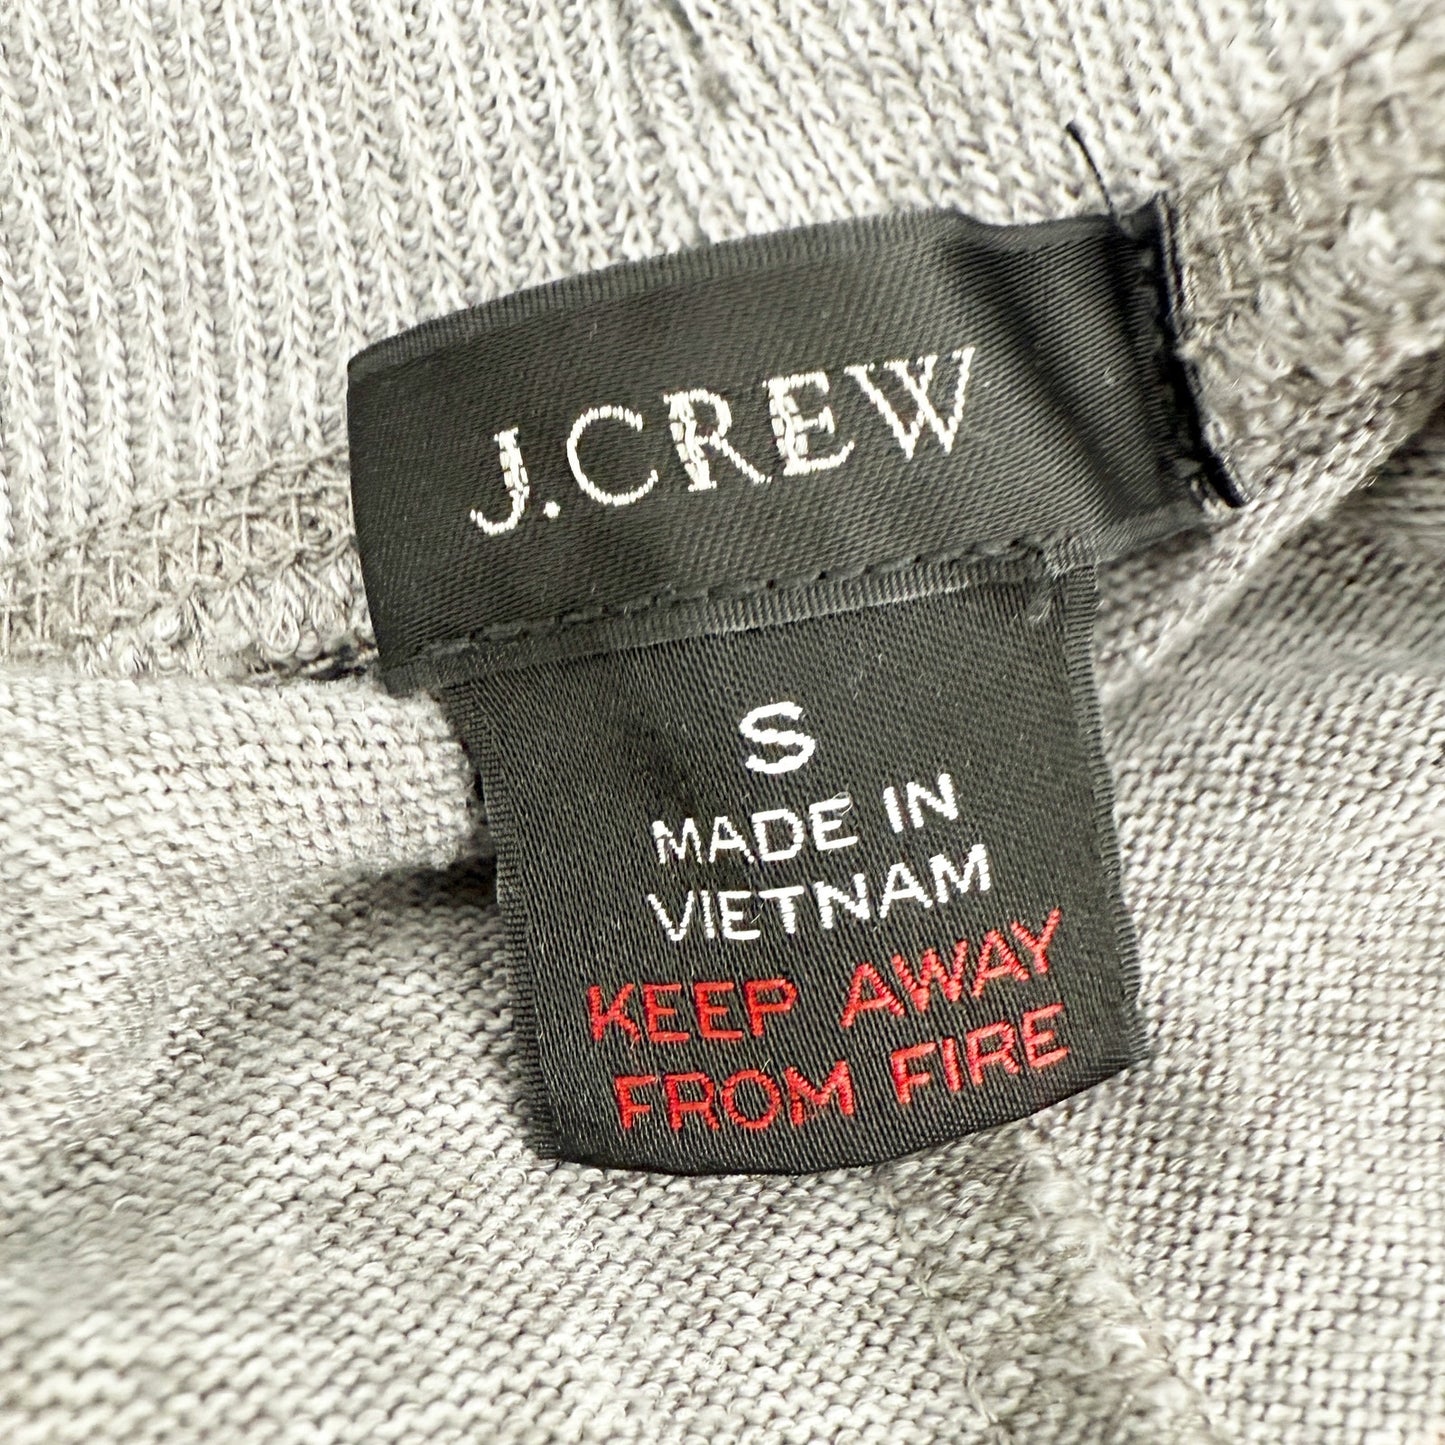 J.CREW
S
MADE IN
VIETNAM
KEEP AWAY
FROM FIRE